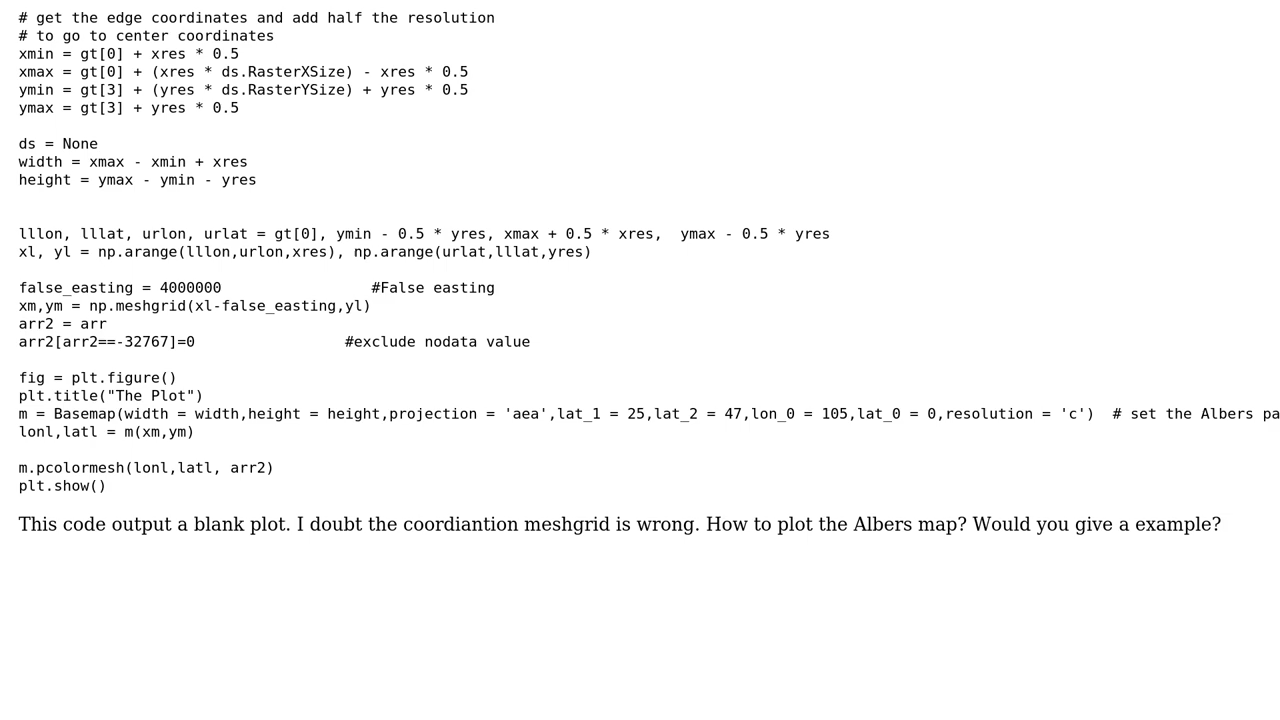 # get the edge coordinates and add half the resolution
# to go to center coordinates
xmin = gt[0] + xres * 0.5
xmax = gt[0] + (xres * ds.RasterXSize) - xres * 0.5
ymin = gt[3] + (yres * ds.RasterYSize) + yres * 0.5
ymax = gt[3] + yres * 0.5
ds = None
width = xmax - xmin + xres
height = ymax - ymin - yres
lllon, lllat, urlon, urlat = gt[0], ymin - 0.5 * yres, xmax + 0.5 * xres,  ymax - 0.5 * yres
xl, yl = np.arange(lllon,urlon,xres), np.arange(urlat,lllat,yres)
false_easting = 4000000                 #False easting
xm,ym = np.meshgrid(xl-false_easting,yl)
arr2 = arr
arr2[arr2==-32767]=0                 #exclude nodata value
fig = plt.figure()
plt.title("The Plot")
m = Basemap(width = width,height = height,projection = 'aea',lat_1 = 25,lat_2 = 47,lon_0 = 105,lat_0 = 0,resolution = 'c')  # set the Albers pa
lonl,latl = m(xm,ym)
m.pcolormesh(lonl,latl, arr2)
plt.show()
This code output a blank plot. I doubt the coordiantion meshgrid is wrong. How to plot the Albers map? Would you give a example?